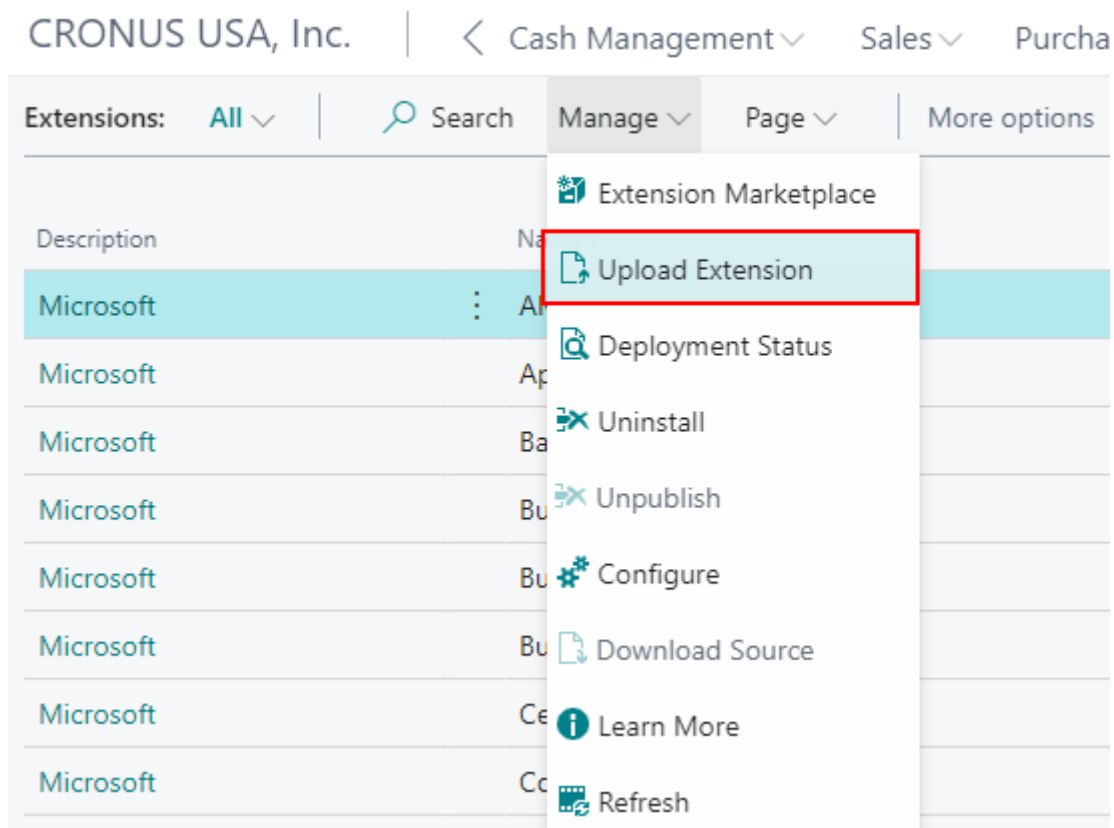 CRONUS USA, Inc. Cash Management Sales
Extensions: All Search Manage Page More options
Extension Marketplace
Description
Upload Extension
Microsoft
Deployment Status
Microsoft
Uninstall
Microsoft
Unpublish
Microsoft
Configure
Microsoft
Download Source
Microsoft
Learn More
Microsoft
Refresh
Microsoft